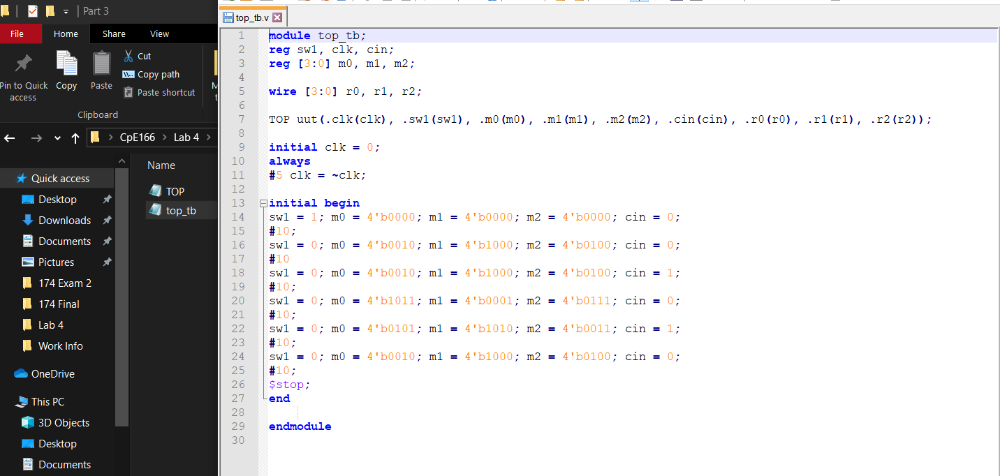 Part 3
File Home Share View
Cut
Copy path
Paste shortcut
Pin to Quick access
Copy
Paste
Clipboard
CpE166 > Lab 4 >
Name
Quick access
Desktop
Downloads
Documents
Pictures
174 Exam 2
174 Final
Lab 4
Work Info
OneDrive
This PC
3D Objects
Desktop
Documents
TOP
top_tb
top_tb.v
1 module top_tb;
2 reg sw1, clk, cin;
3 reg [3:0] m0, m1, m2;
4
5 wire [3:0] r0, r1, r2;
6
7 TOP uut(.clk(clk), .sw1(sw1), .m0(m0), .m1(m1), .m2(m2), .cin(cin), .r0(r0), .r1(r1), .r2(r2));
8
9 initial clk = 0;
10 always
11 #5 clk = ~clk;
12
13 initial begin
14 sw1 = 1; m0 = 4'b0000; m1 = 4'b0000; m2 = 4'b0000; cin = 0;
15 #10;
16 sw1 = 0; m0 = 4'b0010; m1 = 4'b1000; m2 = 4'b0100; cin = 0;
17 #10
18 sw1 = 0; m0 = 4'b0010; m1 = 4'b1000; m2 = 4'b0100; cin = 1;
19 #10;
20 sw1 = 0; m0 = 4'b1011; m1 = 4'b0001; m2 = 4'b0111; cin = 0;
21 #10;
22 sw1 = 0; m0 = 4'b0101; m1 = 4'b1010; m2 = 4'b0011; cin = 1;
23 #10;
24 sw1 = 0; m0 = 4'b0010; m1 = 4'b1000; m2 = 4'b0100; cin = 0;
25 #10;
26 $stop;
27 end
28
29 endmodule
30